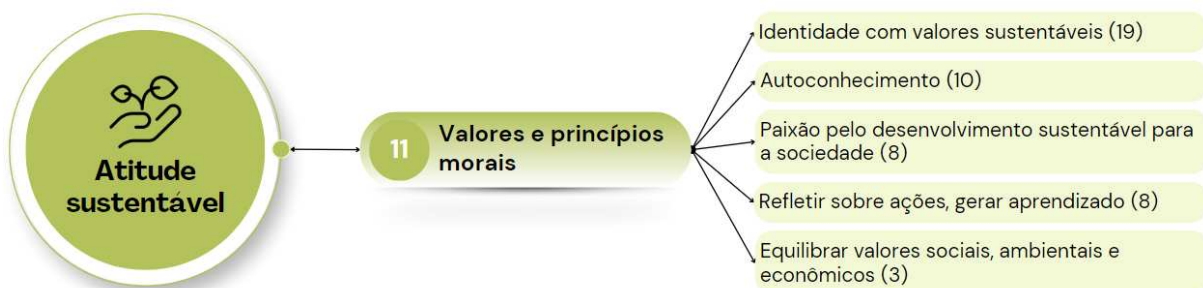 Atitude
sustentável
11
Valores e princípios
morais
Identidade com valores sustentáveis (19)
Autoconhecimento (10)
Paixão pelo desenvolvimento sustentável para
a sociedade (8)
Refletir sobre ações, gerar aprendizado (8)
Equilibrar valores sociais, ambientais e
econômicos (3)